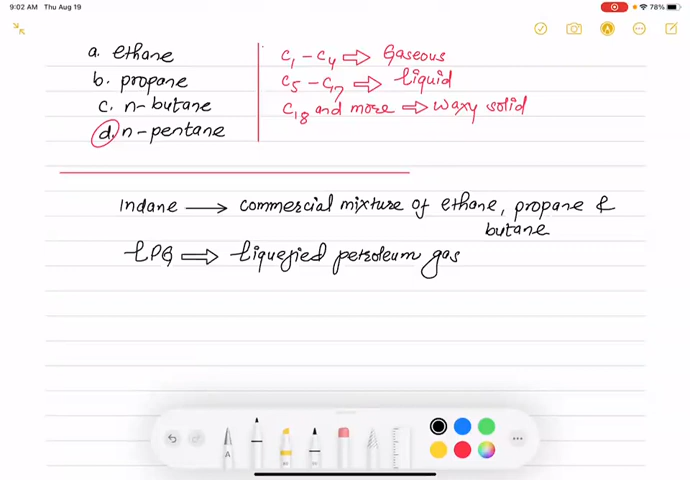 9:02 AM Thu Aug 19
78%
a. ethane
b. propane
c. n-butane
d. n-pentane
C1 - C4 ⇒ Gaseous
C5 - C17 ⇒ liquid
C18 and more ⇒ waxy solid
Indane → commercial mixture of ethane, propane &
butane
LPG ⇒ liquefied petroleum gas
A
80